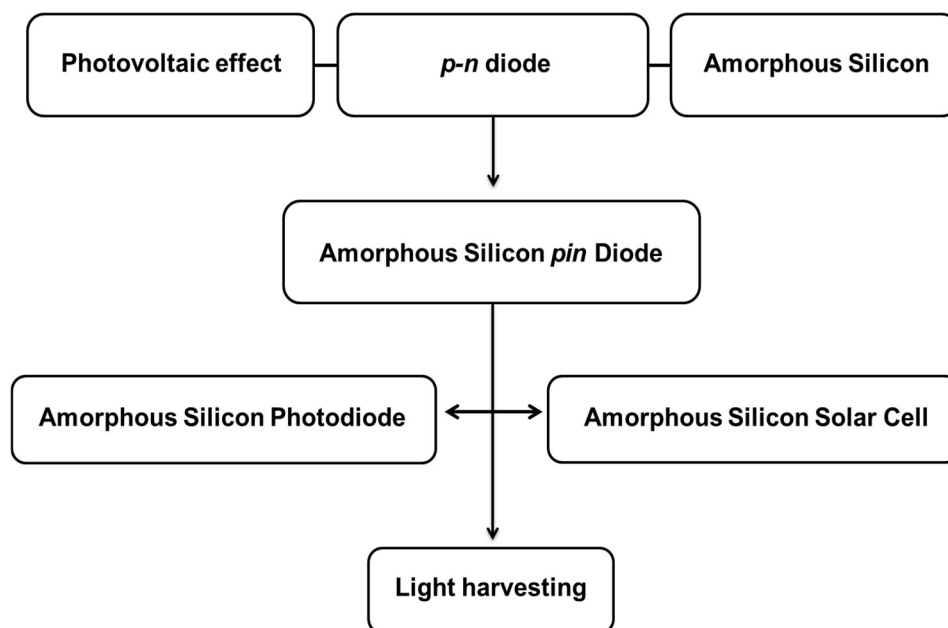 Photovoltaic effect
p-n diode
Amorphous Silicon
Amorphous Silicon pin Diode
Amorphous Silicon Photodiode
Amorphous Silicon Solar Cell
Light harvesting